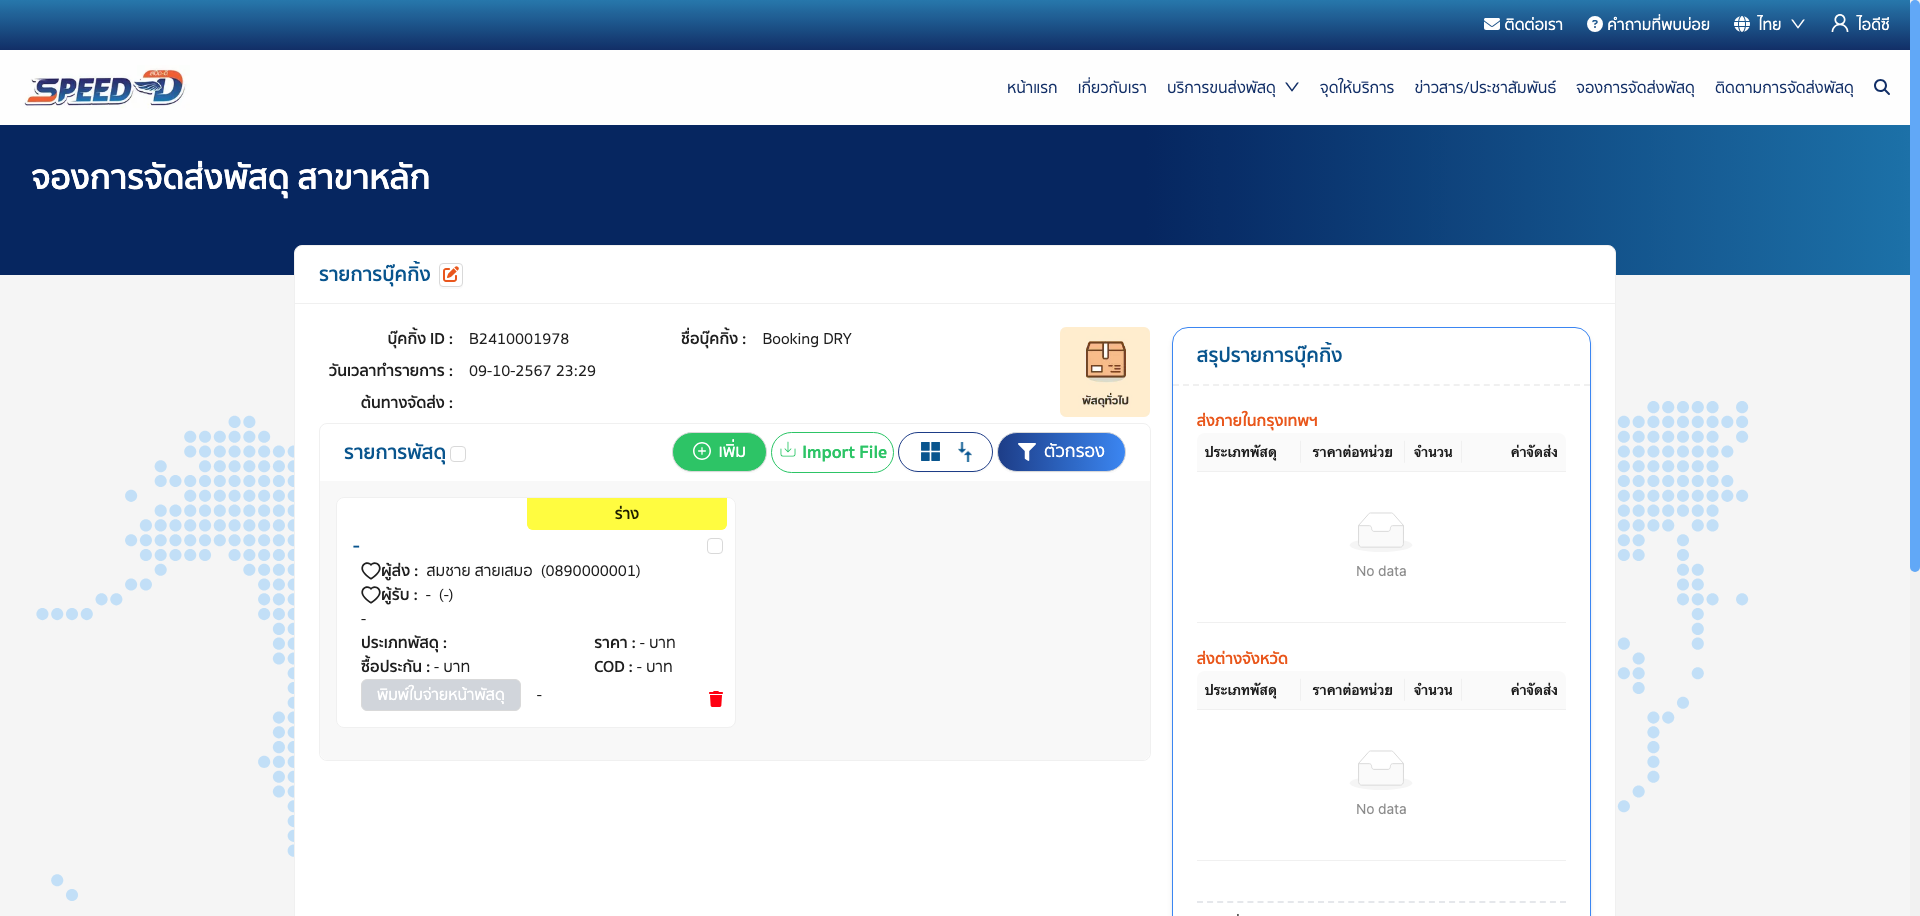 ติดต่อเรา คำถามที่พบบ่อย ไทย ไอดีซี
SPEED-D
หน้าแรก เกี่ยวกับเรา บริการขนส่งพัสดุ จุดให้บริการ ข่าวสาร/ประชาสัมพันธ์ จองการจัดส่งพัสดุ ติดตามการจัดส่งพัสดุ
จองการจัดส่งพัสดุ สาขาหลัก
รายการบุ๊คกิ้ง
บุ๊คกิ้ง ID : B2410001978 ชื่อบุ๊คกิ้ง : Booking DRY
วันเวลาทำรายการ : 09-10-2567 23:29
ต้นทางจัดส่ง :
พัสดุทั่วไป
รายการพัสดุ เพิ่ม Import File ตัวกรอง
ร่าง
-
ผู้ส่ง : สมชาย สายเสมอ (0890000001)
ผู้รับ : - (-)
-
ประเภทพัสดุ : ราคา : - บาท
ซื้อประกัน : - บาท COD : - บาท
พิมพ์ใบจ่ายหน้าพัสดุ -
สรุปรายการบุ๊คกิ้ง
ส่งภายในกรุงเทพฯ
ประเภทพัสดุ ราคาต่อหน่วย จำนวน ค่าจัดส่ง
No data
ส่งต่างจังหวัด
ประเภทพัสดุ ราคาต่อหน่วย จำนวน ค่าจัดส่ง
No data